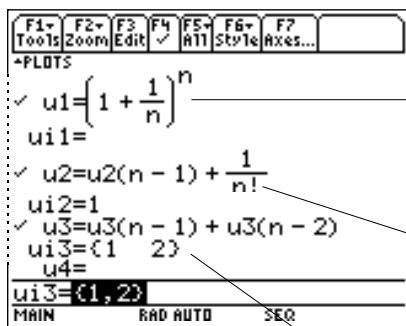 F1▾ F2▾ F3 F4 F5▾ F6▾ F7
Tools Zoom Edit ✓ All Style Axes...
▴PLOTS
✓ u1=(1 + 1/n)^n
ui1=
✓ u2=u2(n - 1) + 1/n!
ui2=1
✓ u3=u3(n - 1) + u3(n - 2)
ui3={1 2}
u4=
ui3={1,2}
MAIN RAD AUTO SEQ